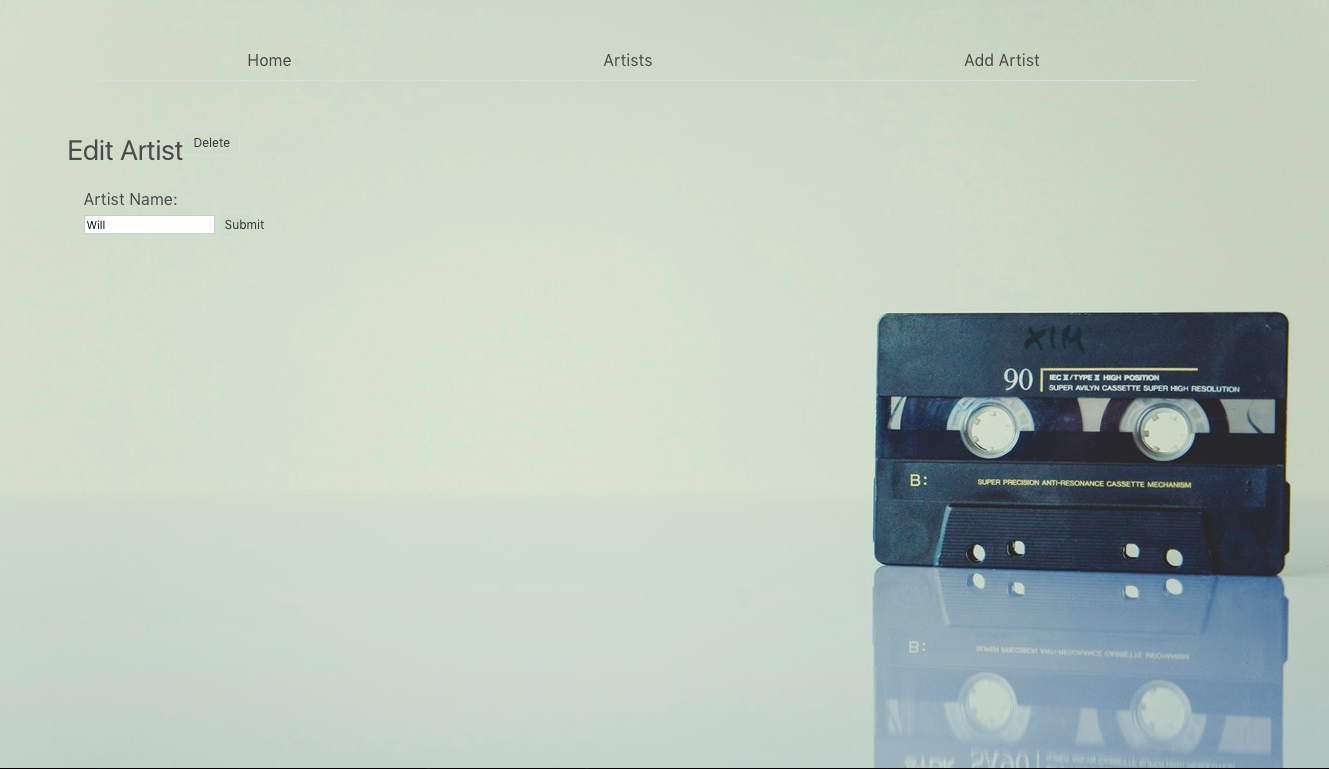 Home Artists Add Artist
Edit Artist Delete
Artist Name:
Will Submit
XIM
90 IEC II/TYPE II HIGH POSITION
SUPER AVILYN CASSETTE SUPER HIGH RESOLUTION
B: SUPER PRECISION ANTI-RESONANCE CASSETTE MECHANISM